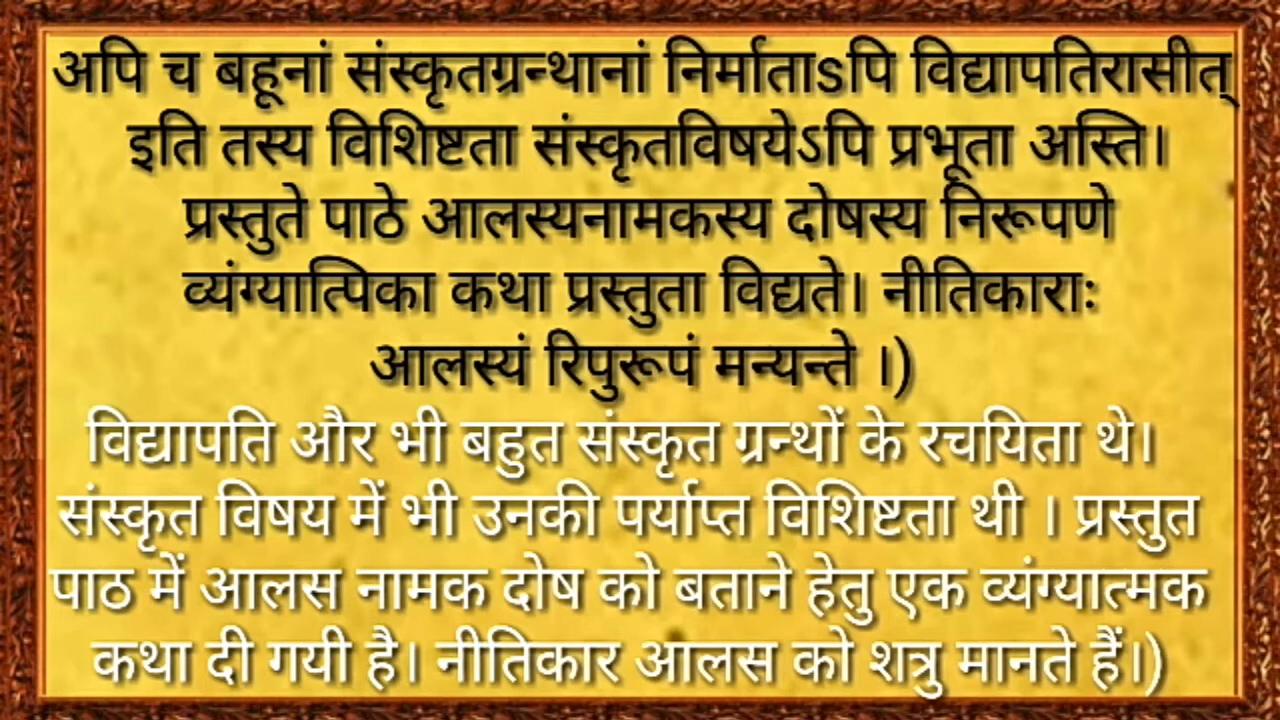 अपि च बहूनां संस्कृतग्रन्थानां निर्माताsपि विद्यापतिरासीत्
इति तस्य विशिष्टता संस्कृतविषयेऽपि प्रभूता अस्ति।
प्रस्तुते पाठे आलस्यनामकस्य दोषस्य निरूपणे
व्यंग्यात्पिका कथा प्रस्तुता विद्यते। नीतिकाराः
आलस्यं रिपुरूपं मन्यन्ते ।)
विद्यापति और भी बहुत संस्कृत ग्रन्थों के रचयिता थे।
संस्कृत विषय में भी उनकी पर्याप्त विशिष्टता थी । प्रस्तुत
पाठ में आलस नामक दोष को बताने हेतु एक व्यंग्यात्मक
कथा दी गयी है। नीतिकार आलस को शत्रु मानते हैं।)